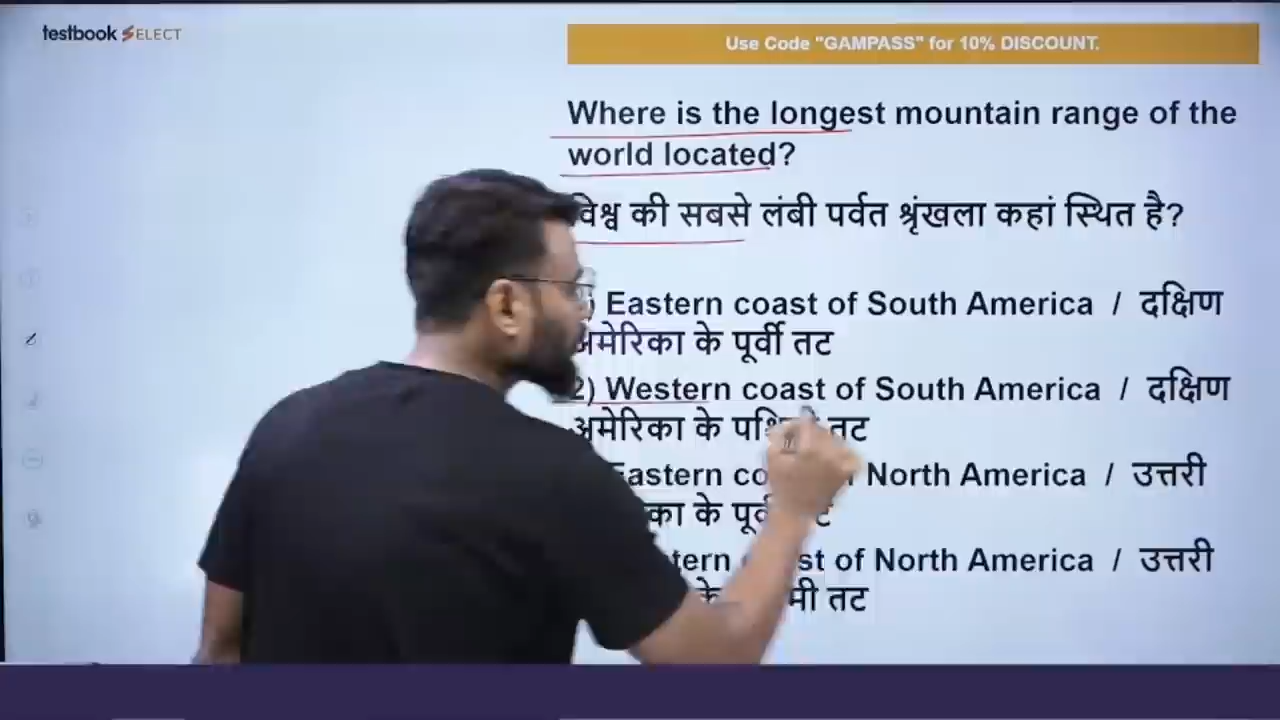 testbook SELECT
Use Code "GAMPASS" for 10% DISCOUNT.
Where is the longest mountain range of the
world located?
विश्व की सबसे लंबी पर्वत श्रृंखला कहां स्थित है?
Eastern coast of South America / दक्षिण
अमेरिका के पूर्वी तट
2) Western coast of South America / दक्षिण
अमेरिका के तट
Eastern North America / उत्तरी
के
of North America / उत्तरी
तट